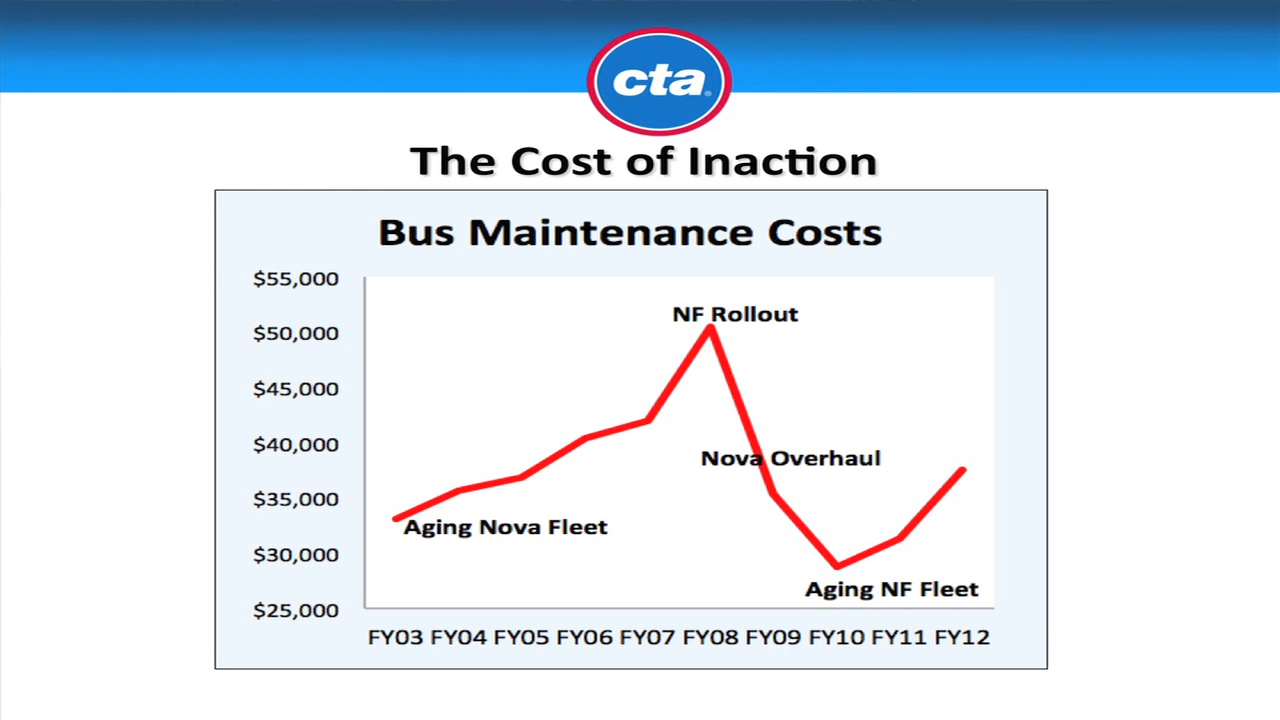 cta
The Cost of Inaction
Bus Maintenance Costs
$55,000
$50,000
$45,000
$40,000
$35,000
$30,000
$25,000
NF Rollout
Nova Overhaul
Aging Nova Fleet
Aging NF Fleet
FY03 FY04 FY05 FY06 FY07 FY08 FY09 FY10 FY11 FY12